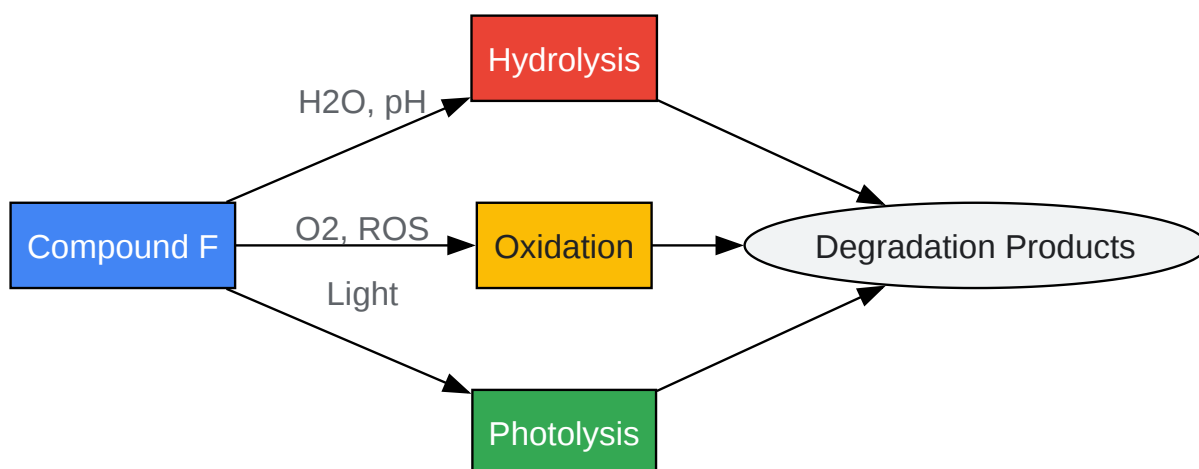 Hydrolysis
H2O, pH
Compound F
O2, ROS
Oxidation
Degradation Products
Light
Photolysis